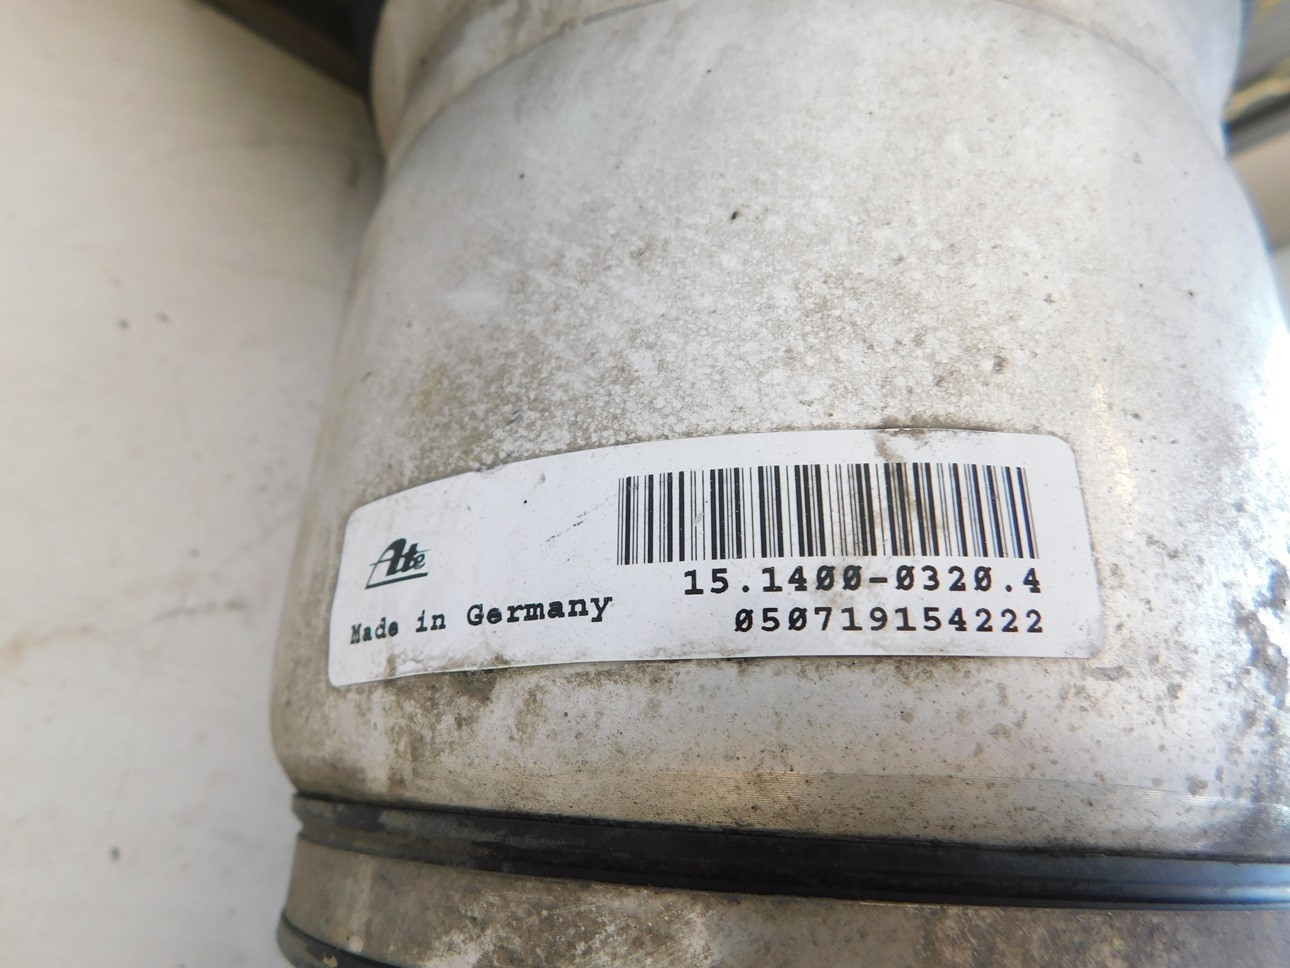 Ate
Made in Germany
15.1400-0320.4
050719154222